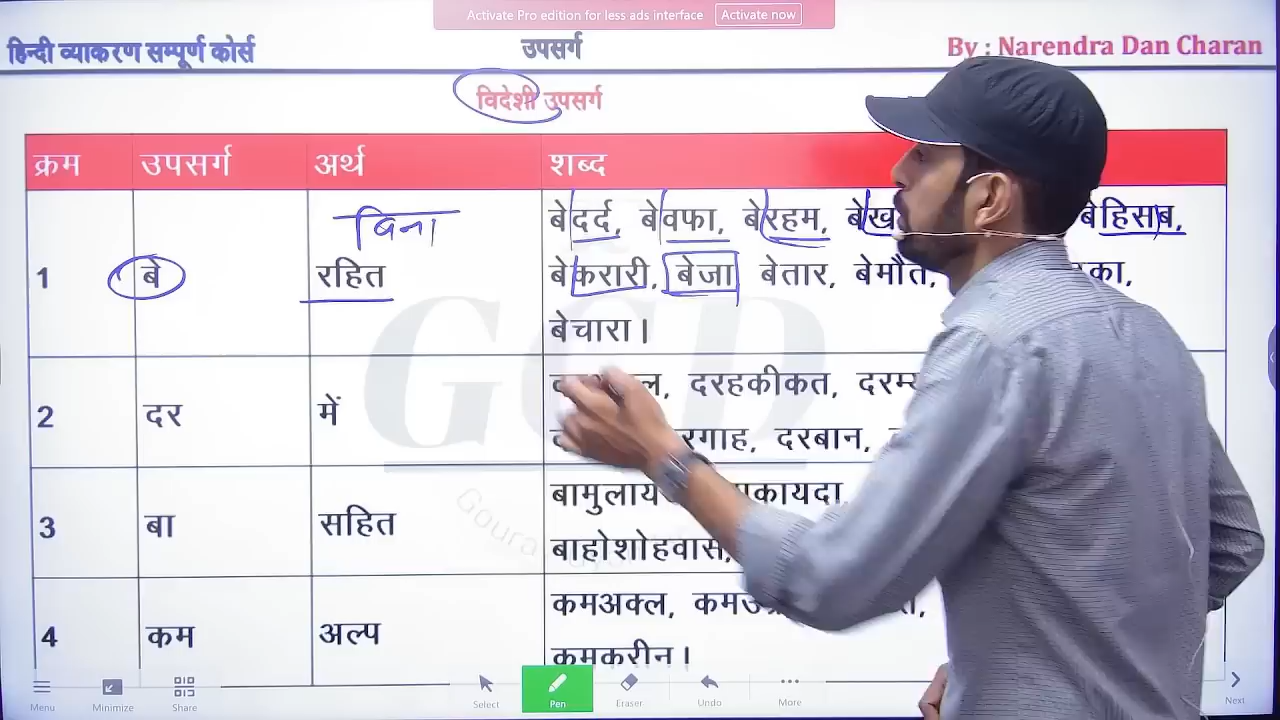 Activate Pro edition for less ads interface Activate now
हिन्दी व्याकरण सम्पूर्ण कोर्स उपसर्ग By : Narendra Dan Charan
विदेशी उपसर्ग
क्रम उपसर्ग अर्थ शब्द
बिना बेदर्द, बेवफा, बेरहम, बेहिसब,
1 बे रहित बेकरारी, बेजा बेतार, बेमौत,
बेचारा।
2 दर में दरहकीकत,
दरबान,
3 बा सहित
बाहोशोहवास,
4 कम अल्प कमअक्ल,
कमकरीन।
Menu Minimize Share Select Pen Eraser Undo More Next
GCD